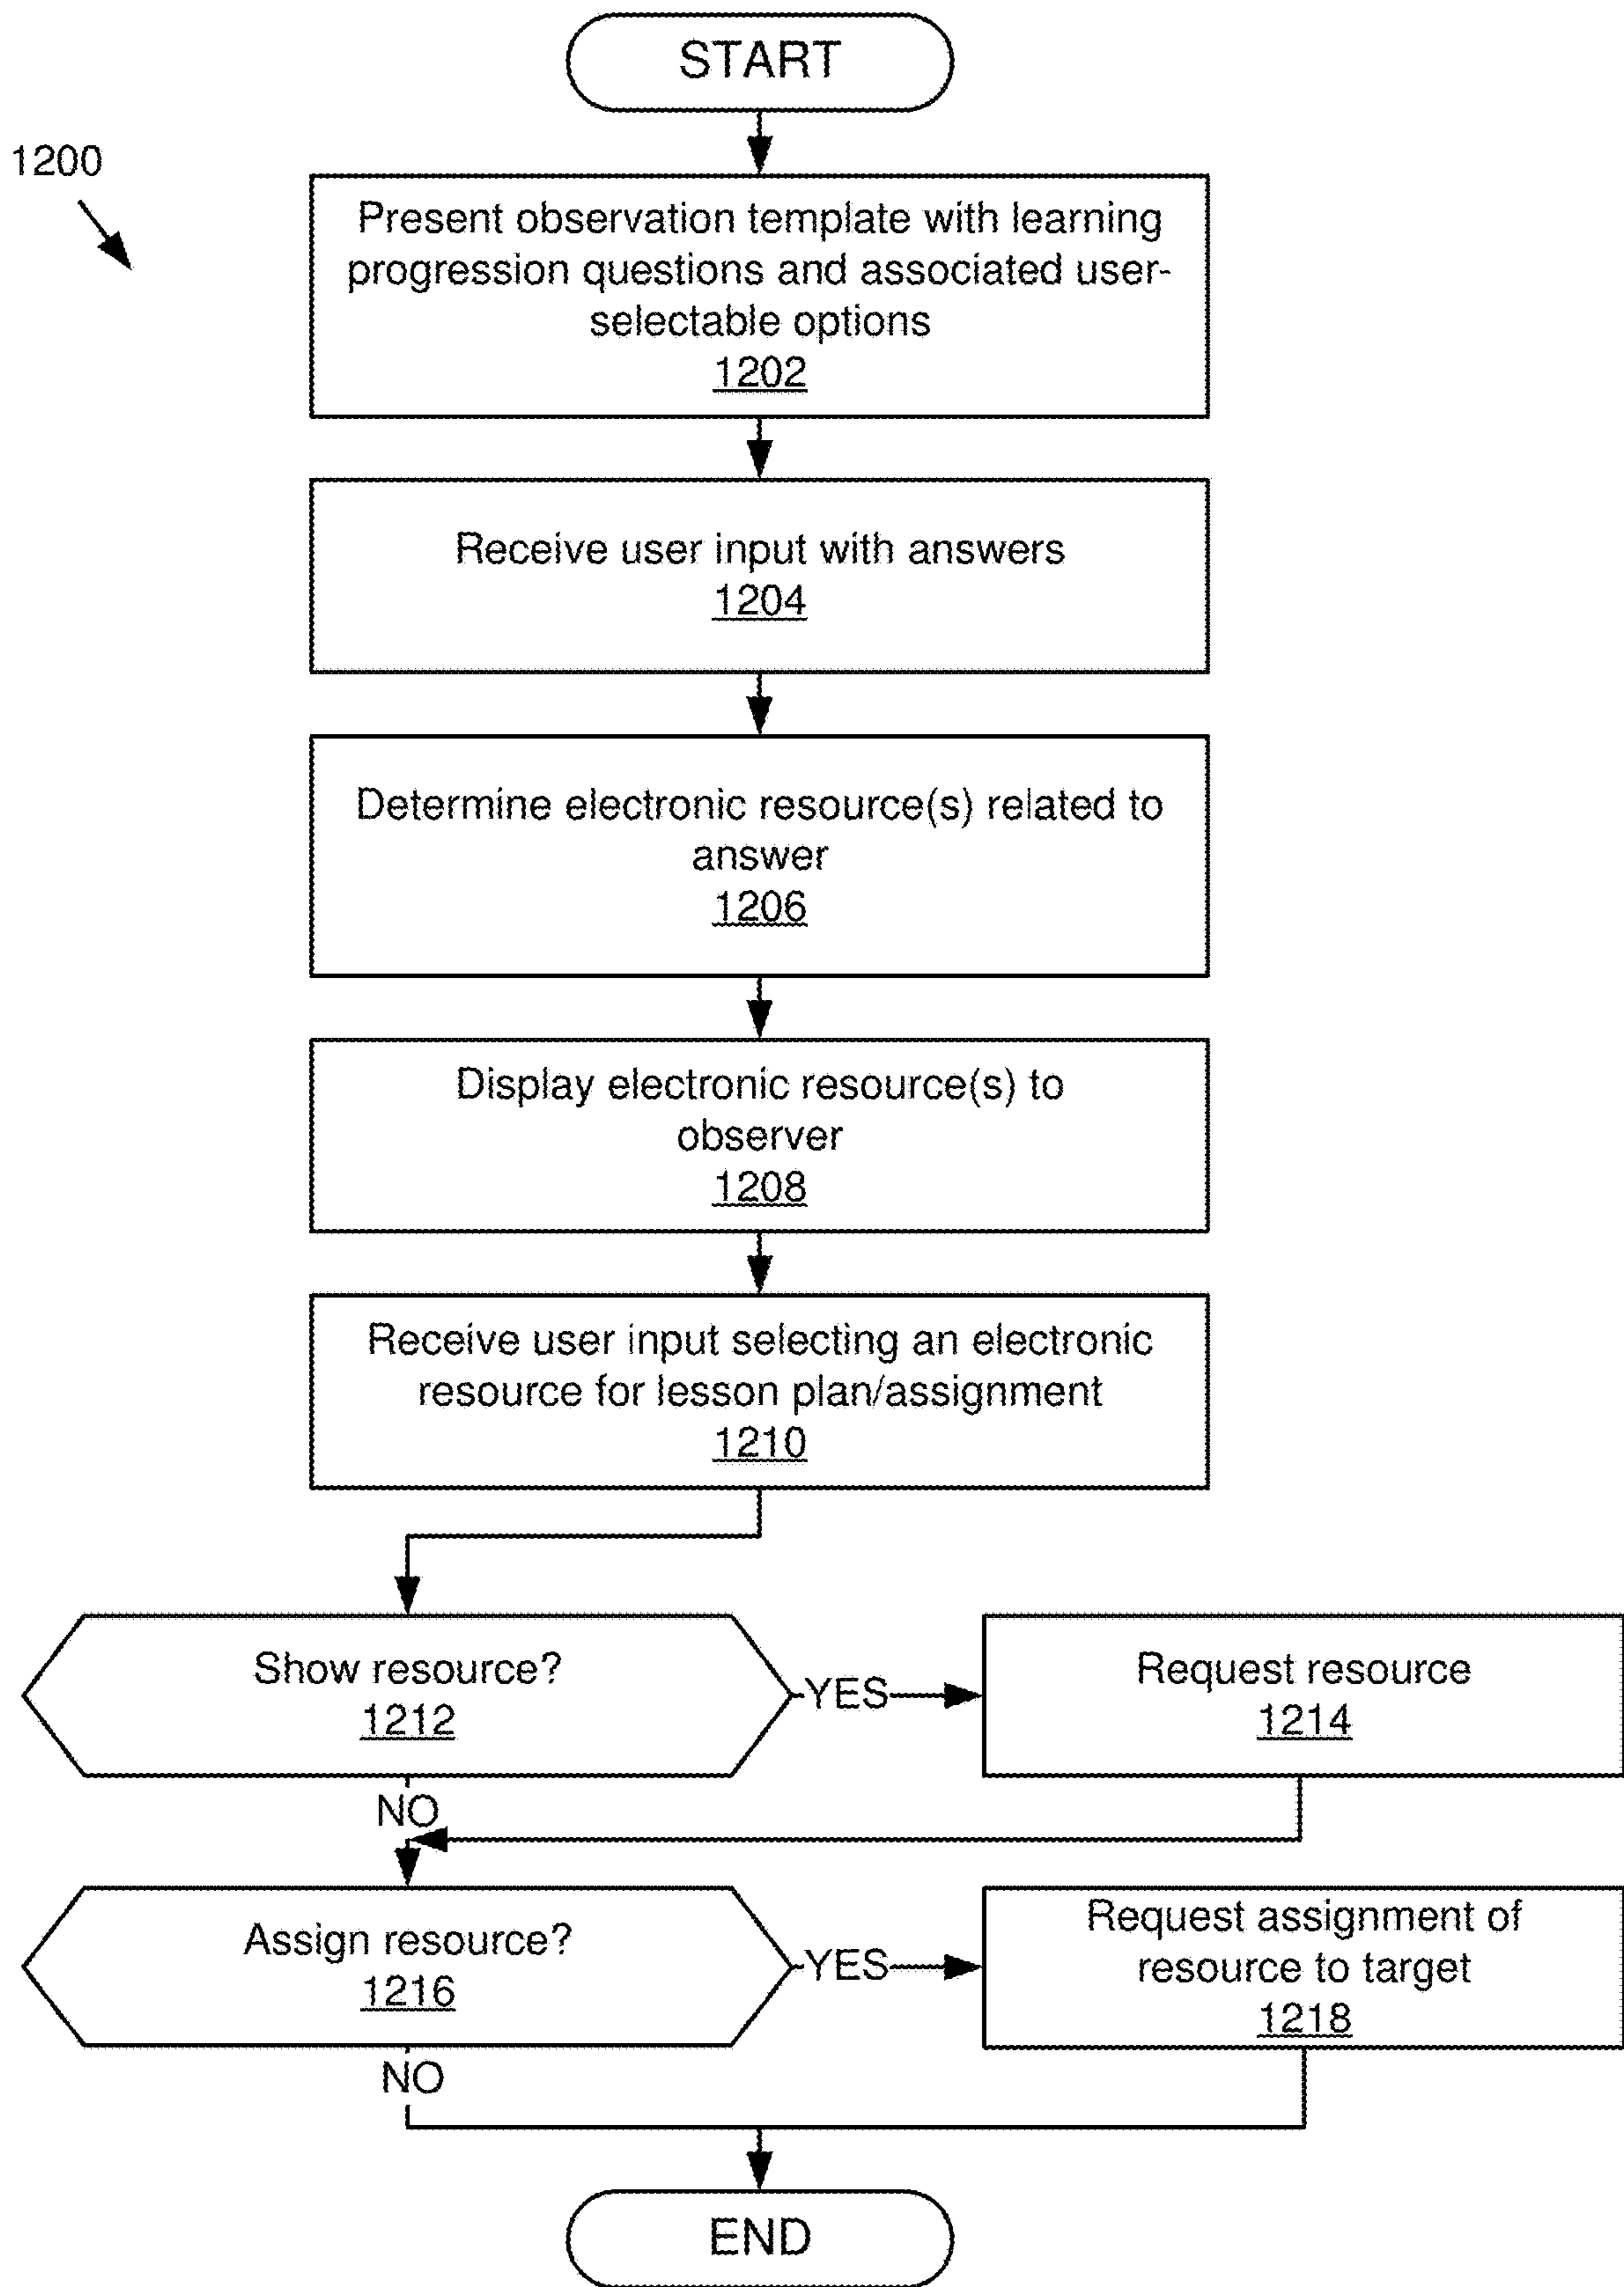 START
1200
Present observation template with learning
progression questions and associated user-
selectable options
1202
Receive user input with answers
1204
Determine electronic resource(s) related to
answer
1206
Display electronic resource(s) to
observer
1208
Receive user input selecting an electronic
resource for lesson plan/assignment
1210
Show resource?
1212
YES
Request resource
1214
NO
Assign resource?
1216
YES
Request assignment of
resource to target
1218
NO
END